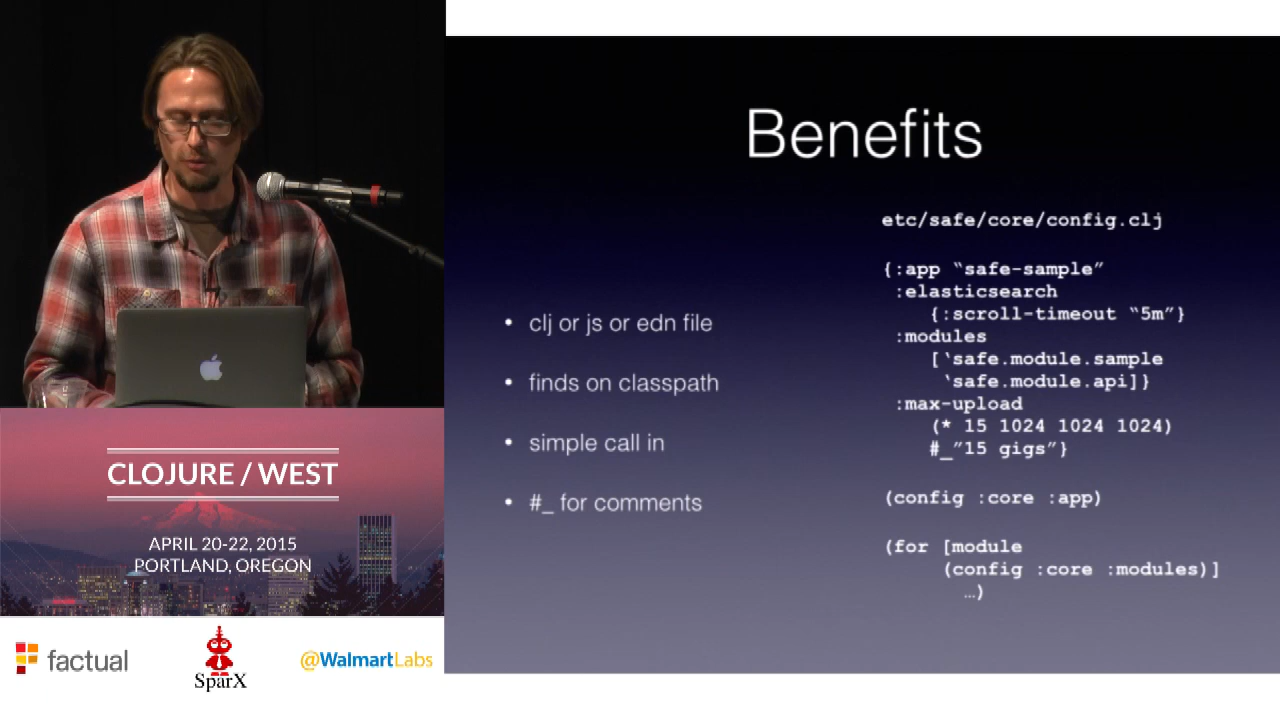 Benefits
• clj or js or edn file
• finds on classpath
• simple call in
• #_ for comments
etc/safe/core/config.clj
{:app “safe-sample”
:elasticsearch
{:scroll-timeout “5m”}
:modules
[‘safe.module.sample
‘safe.module.api]}
:max-upload
(* 15 1024 1024 1024)
#_”15 gigs”}
(config :core :app)
(for [module
(config :core :modules)]
…)
CLOJURE / WEST
APRIL 20-22, 2015
PORTLAND, OREGON
factual
SparX
@WalmartLabs